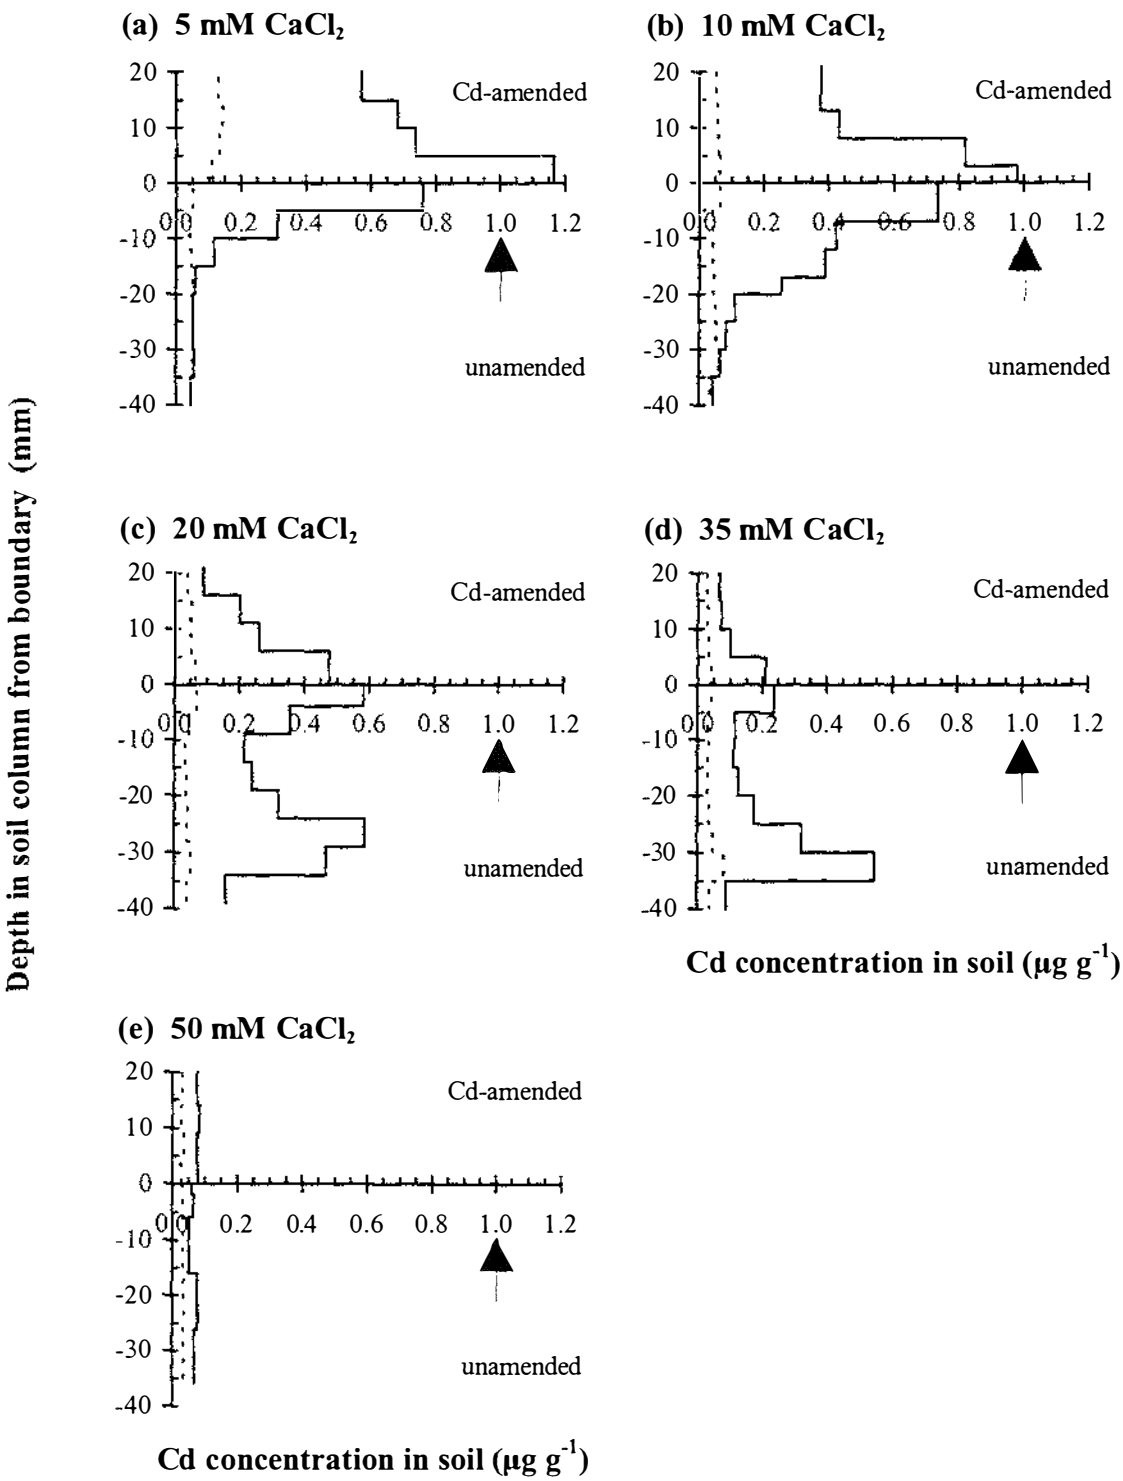 (a) 5 mM CaCl₂
20
10
0
-10
-20
-30
-40
0.0 0.2 0.4 0.6 0.8 1.0 1.2
Cd-amended
unamended
(b) 10 mM CaCl₂
20
10
0
-10
-20
-30
-40
0.0 0.2 0.4 0.6 0.8 1.0 1.2
Cd-amended
unamended
Depth in soil column from boundary (mm)
(c) 20 mM CaCl₂
20
10
0
-10
-20
-30
-40
0.0 0.2 0.4 0.6 0.8 1.0 1.2
Cd-amended
unamended
(d) 35 mM CaCl₂
20
10
0
-10
-20
-30
-40
0.0 0.2 0.4 0.6 0.8 1.0 1.2
Cd-amended
unamended
Cd concentration in soil (µg g⁻¹)
(e) 50 mM CaCl₂
20
10
0
-10
-20
-30
-40
0.0 0.2 0.4 0.6 0.8 1.0 1.2
Cd-amended
unamended
Cd concentration in soil (µg g⁻¹)